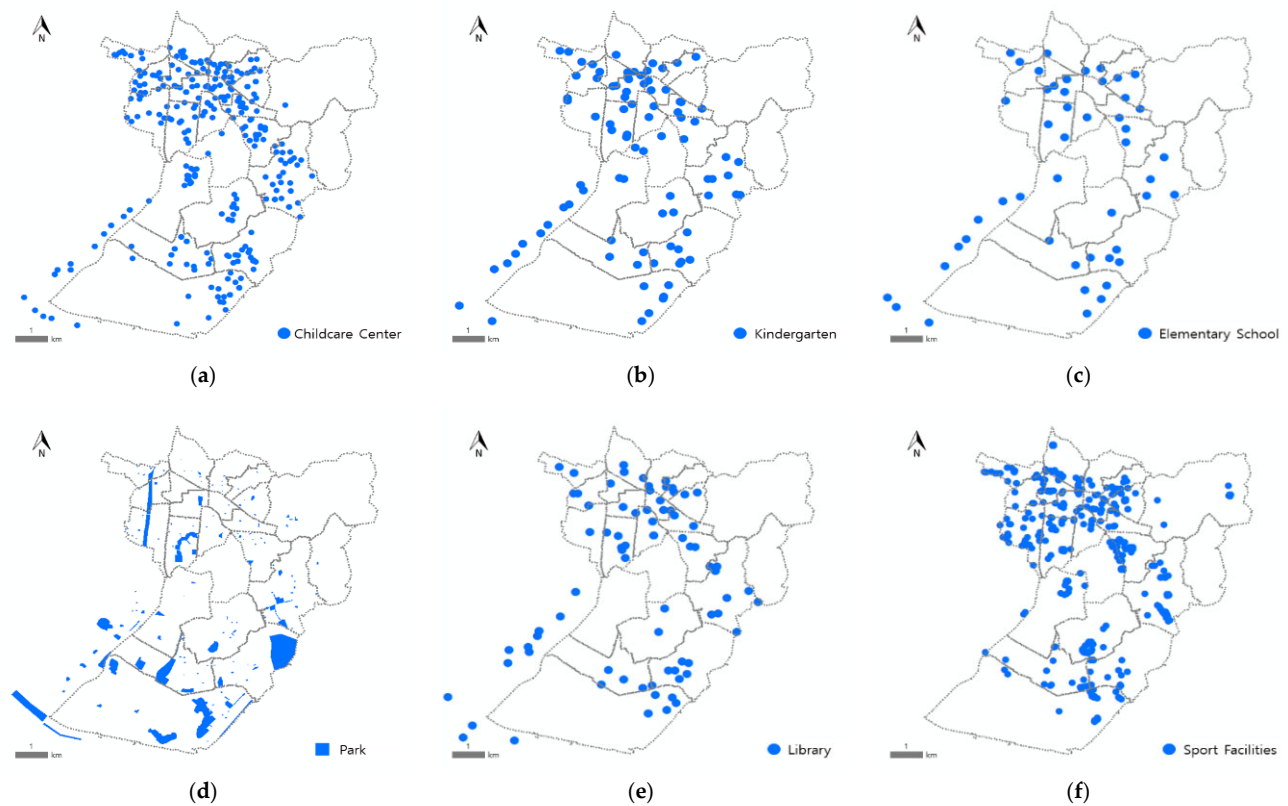 N
N
N
1
km
Childcare Center
1
km
Kindergarten
1
km
Elementary School
(a)
(b)
(c)
N
N
N
1
km
Park
1
km
Library
1
km
Sport Facilities
(d)
(e)
(f)